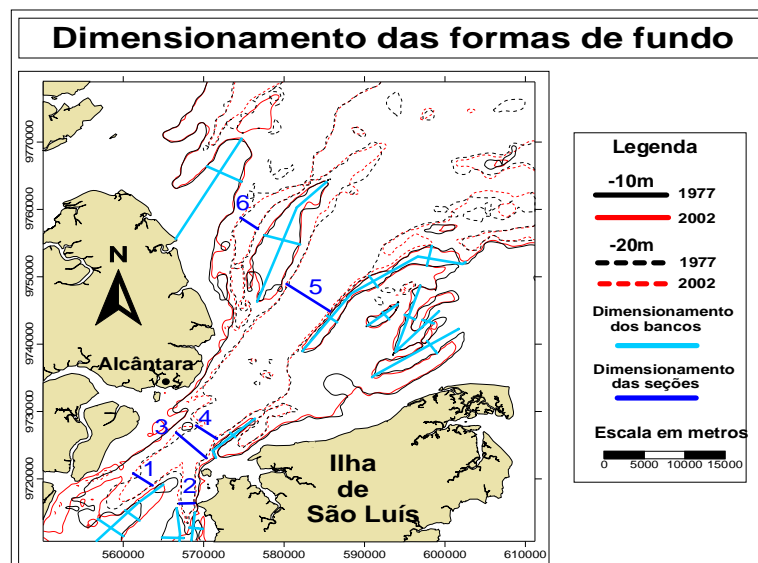 Dimensionamento das formas de fundo
9770000
9760000
9750000
9740000
9730000
9720000
N
Alcântara
6
5
3
4
1
2
Ilha
de
São Luís
560000
570000
580000
590000
600000
610000
Legenda
-10m
1977
2002
-20m
1977
2002
Dimensionamento
dos bancos
Dimensionamento
das seções
Escala em metros
0 5000 10000 15000